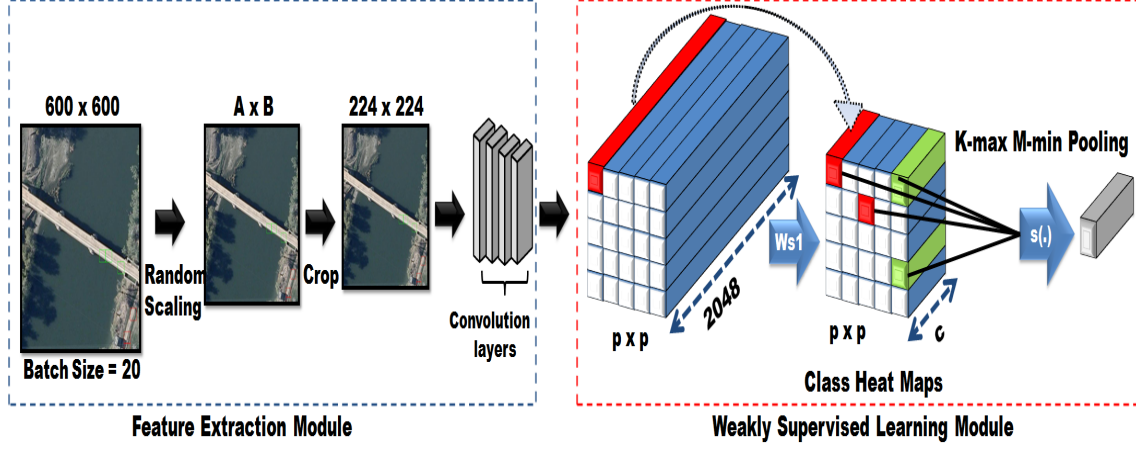 600 x 600
A x B
224 x 224
Random
Scaling
Crop
Convolution
layers
Batch Size = 20
Feature Extraction Module
K-max M-min Pooling
Ws1
s(.)
2048
p x p
p x p
C
Class Heat Maps
Weakly Supervised Learning Module